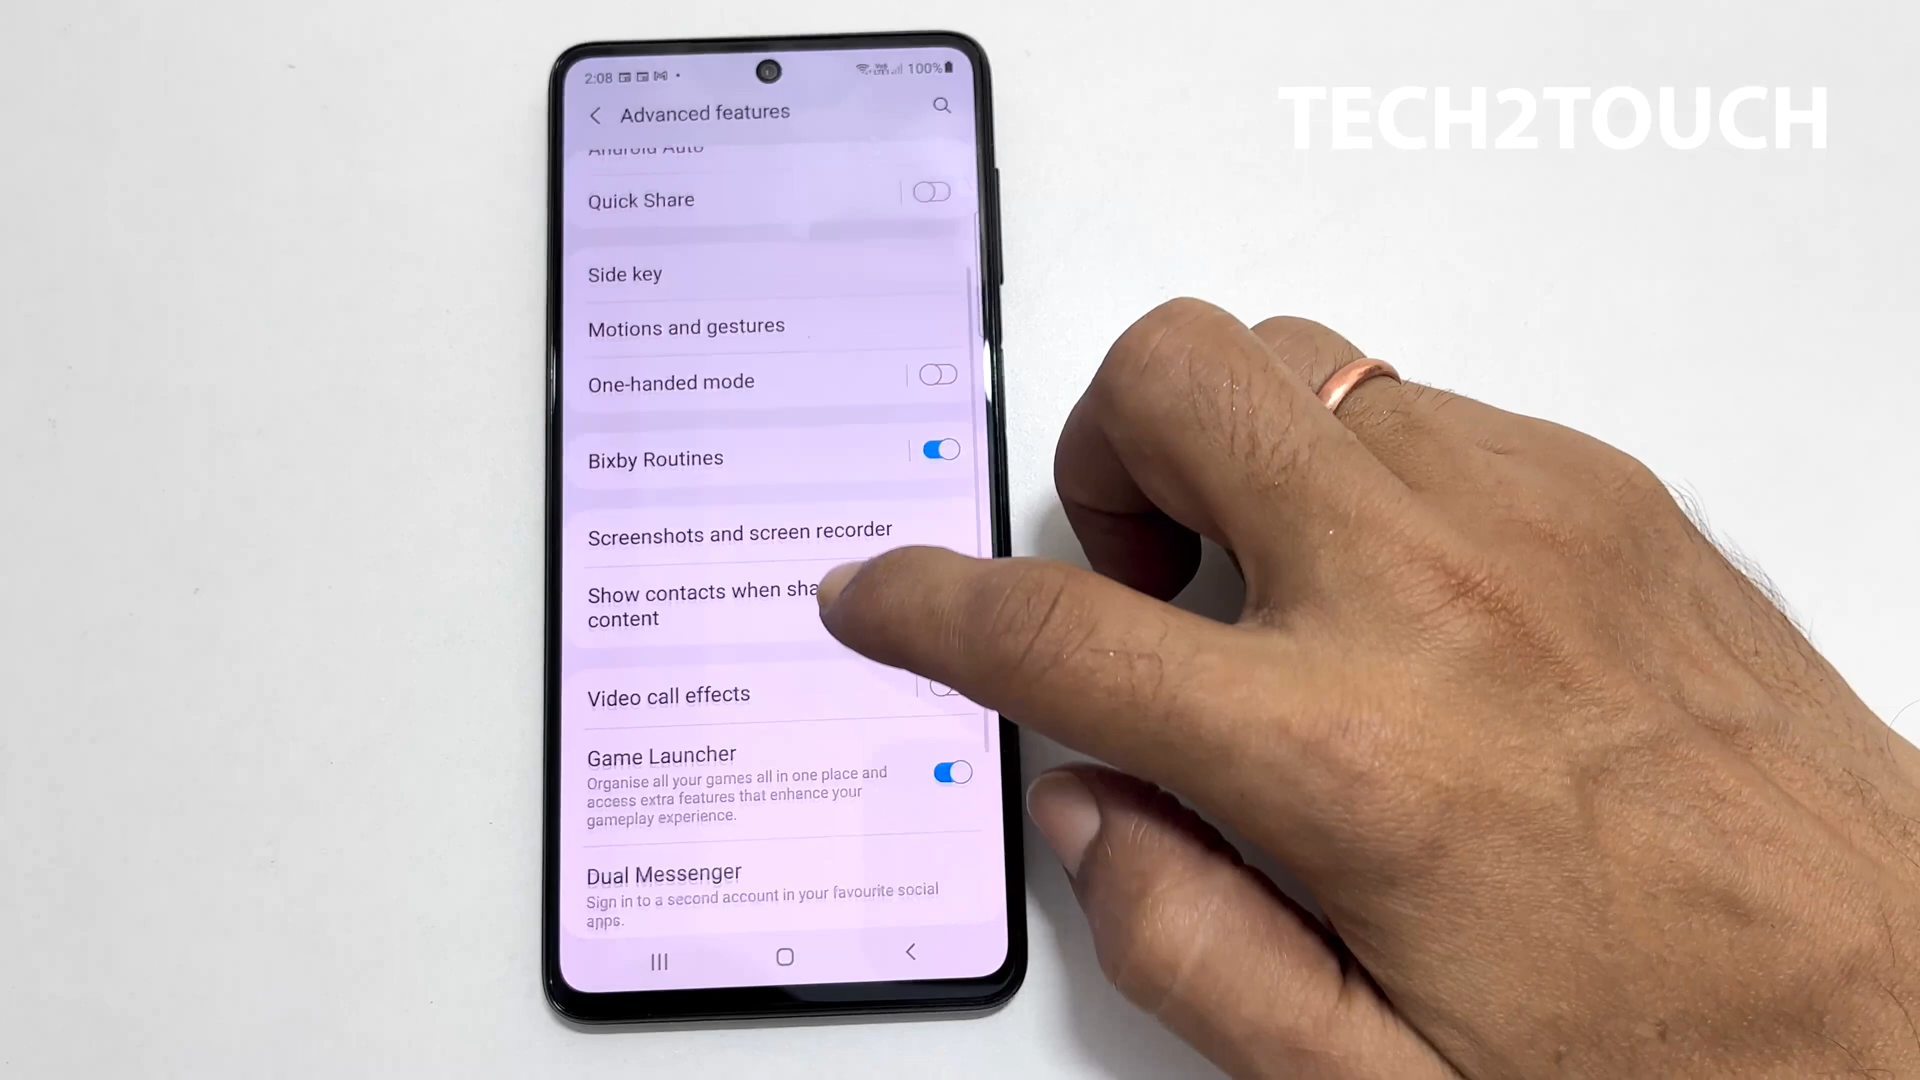 2:08
100%
TECH2TOUCH
Advanced features
Android Auto
Quick Share
Side key
Motions and gestures
One-handed mode
Bixby Routines
Screenshots and screen recorder
Show contacts when sha
content
Video call effects
Game Launcher
Organise all your games all in one place and
access extra features that enhance your
gameplay experience.
Dual Messenger
Sign in to a second account in your favourite social
apps.